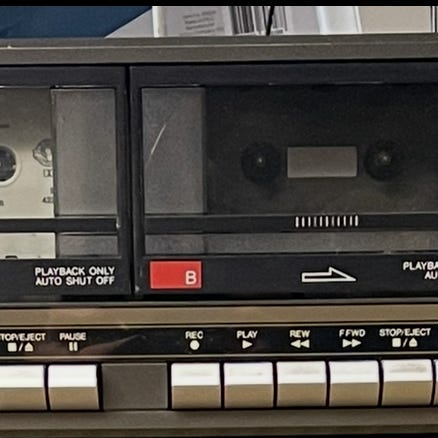 PLAYBACK ONLY
AUTO SHUT OFF
B
PLAYBA
AU
TOP/EJECT
PAUSE
REC
PLAY
REW
F FWD
STOP/EJECT